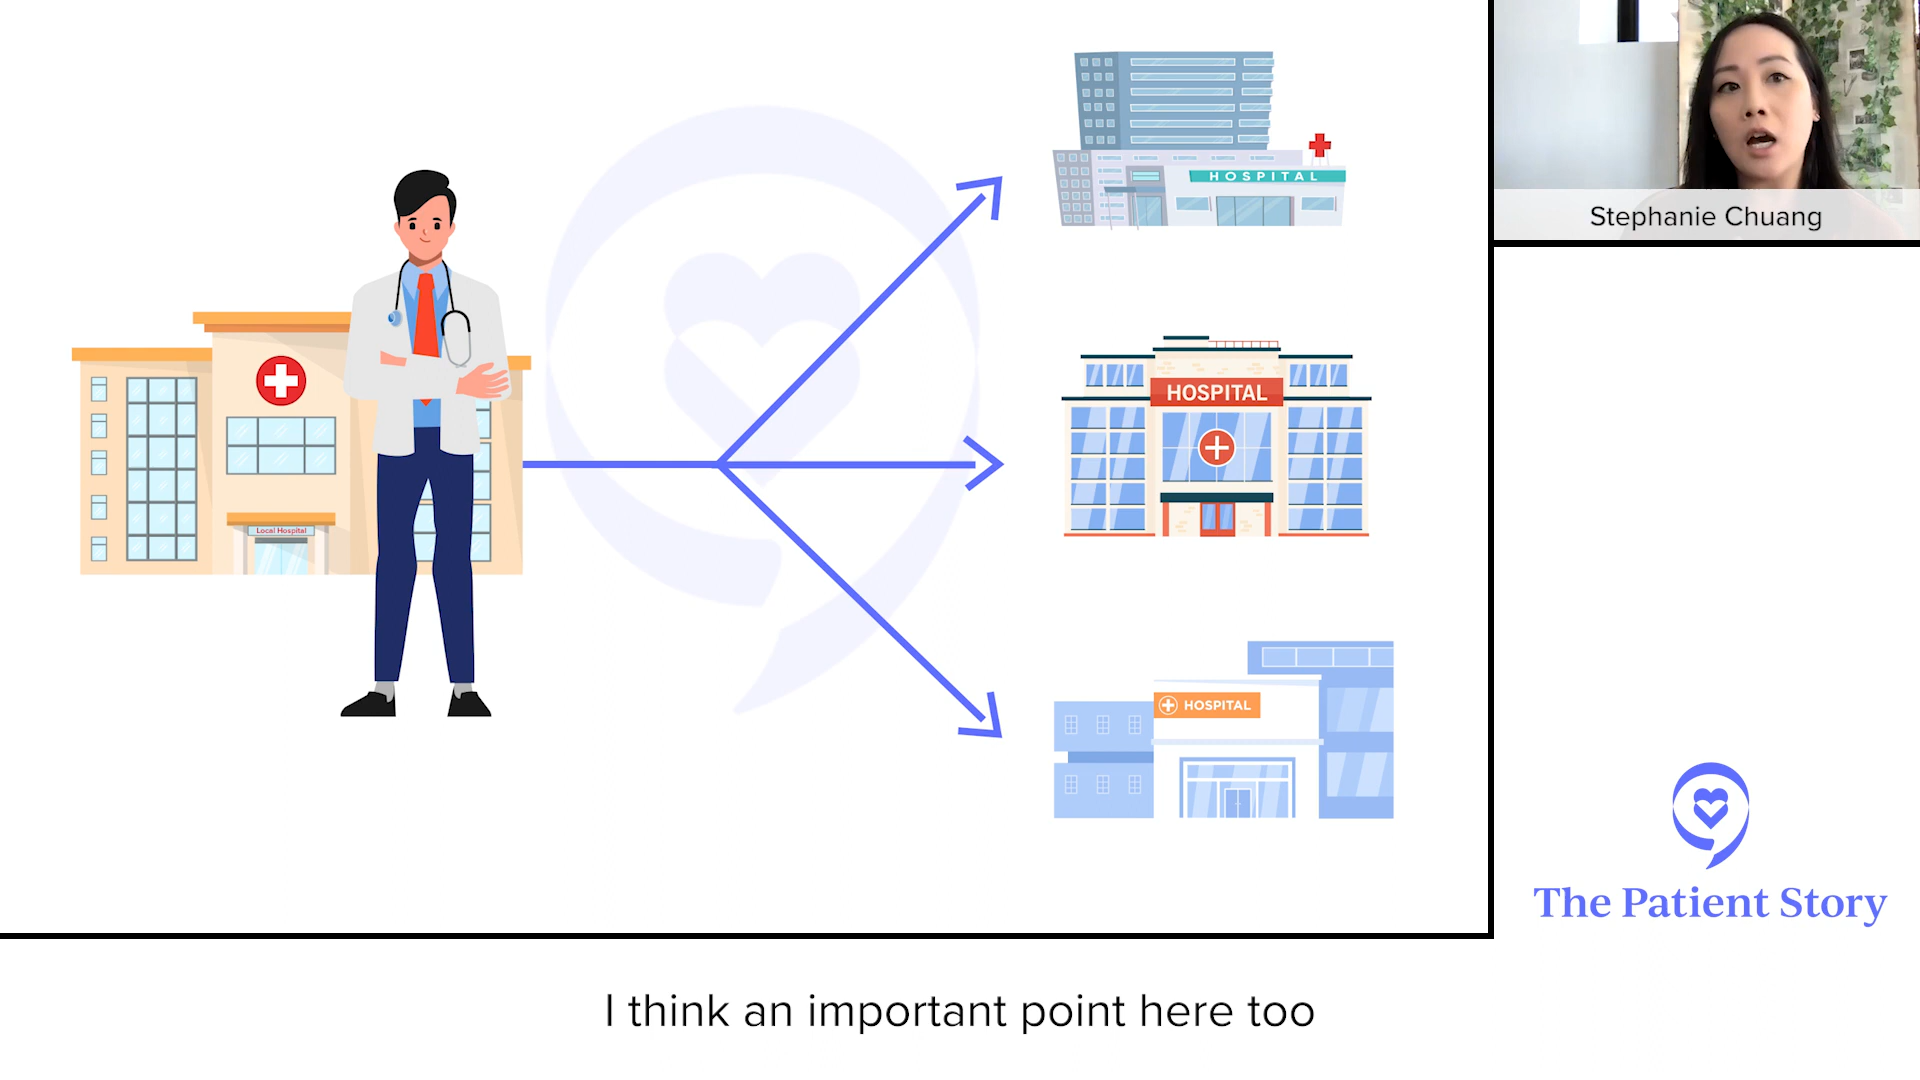 HOSPITAL
Stephanie Chuang
HOSPITAL
Local Hospital
HOSPITAL
The Patient Story
I think an important point here too